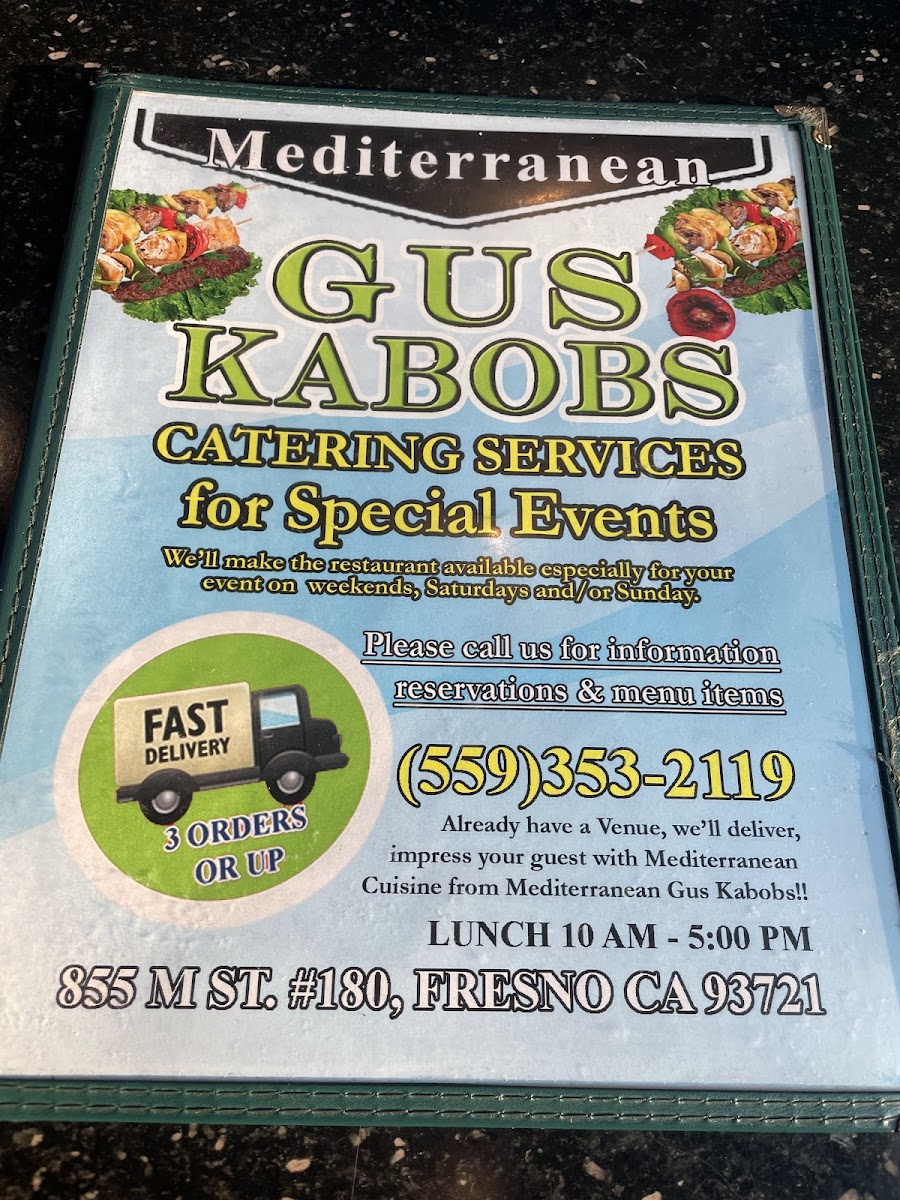 Mediterranean
GUS
KABOBS
CATERING SERVICES
for Special Events
We'll make the restaurant available especially for your
event on weekends, Saturdays and/or Sunday.
Please call us for information
reservations & menu items
FAST
DELIVERY
3 ORDERS
OR UP
(559)353-2119
Already have a Venue, we'll deliver,
impress your guest with Mediterranean
Cuisine from Mediterranean Gus Kabobs!!
LUNCH 10 AM - 5:00 PM
855 M ST. #180, FRESNO CA 93721